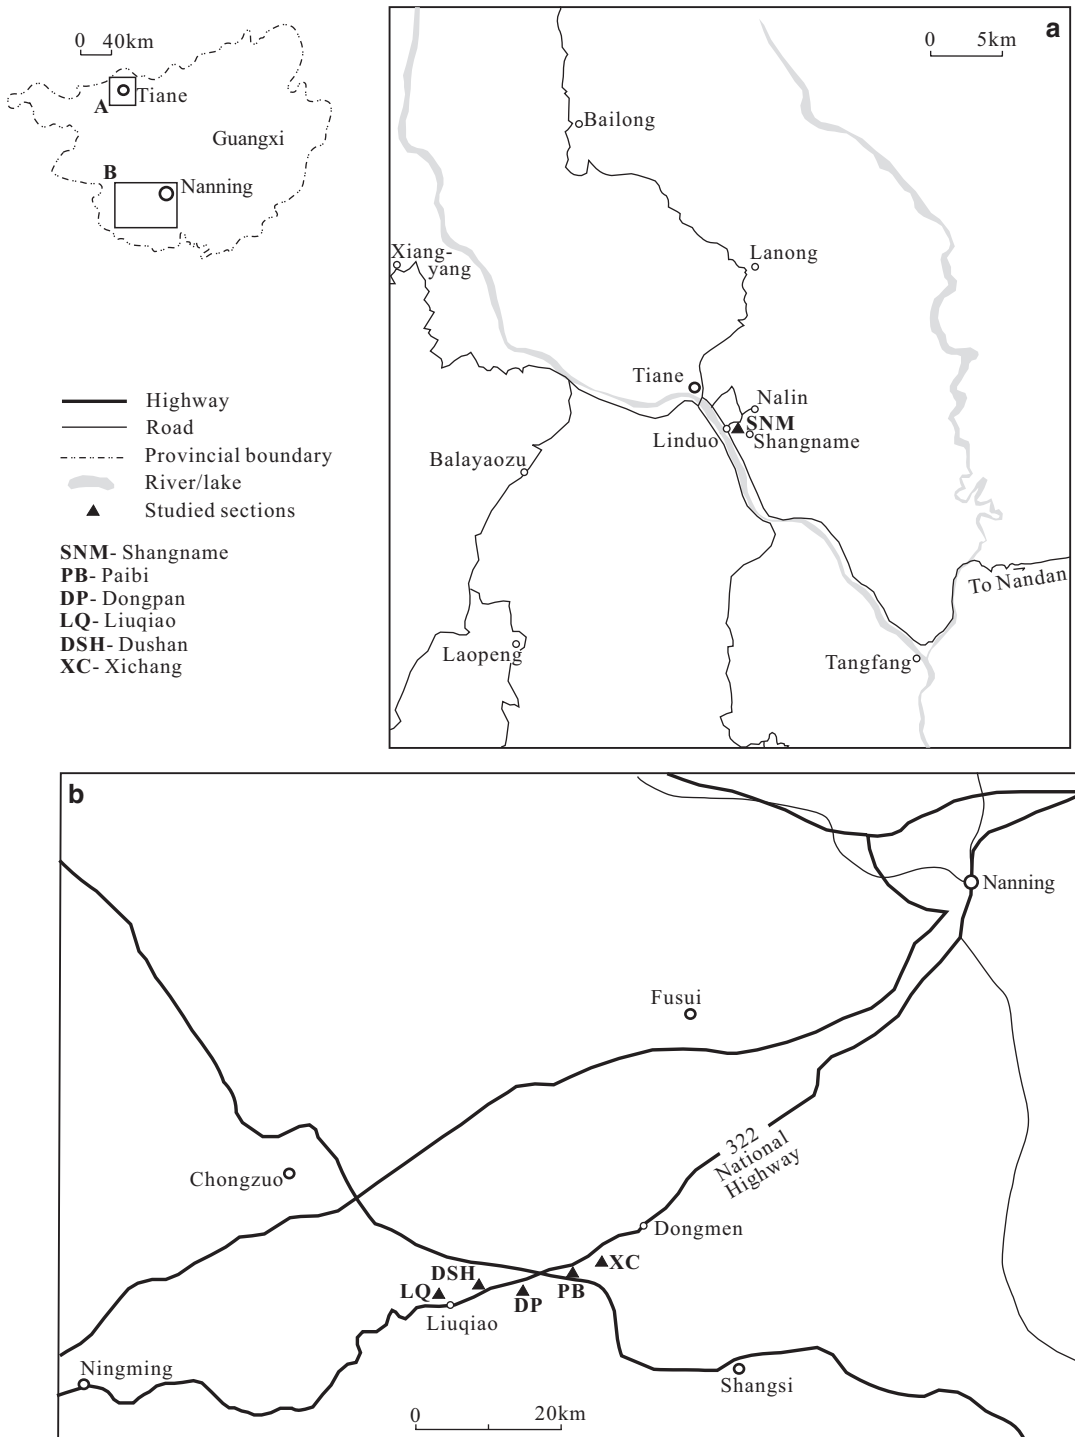 0 40km
A
Tiane
Guangxi
B
Nanning
Highway
Road
Provincial boundary
River/lake
Studied sections
SNM- Shangname
PB- Paibi
DP- Dongpan
LQ- Liuqiao
DSH- Dushan
XC- Xichang
a
0 5km
Bailong
Xiang-
yang
Lanong
Tiane
Nalin
SNM
Linduo
Shangname
Balayaozu
To Nandan
Laopeng
Tangfang
b
Nanning
Fusui
322
National
Highway
Chongzuo
Dongmen
XC
DSH
LQ
PB
DP
Liuqiao
Ningming
Shangsi
0 20km